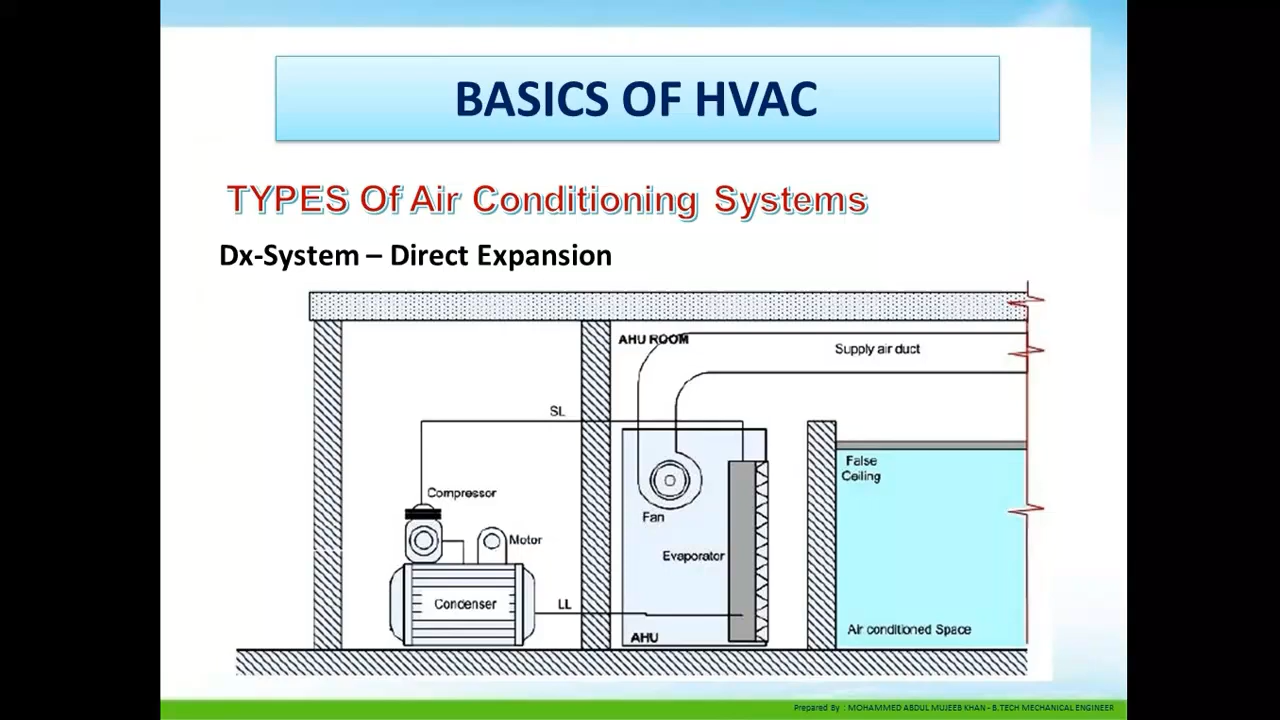 BASICS OF HVAC
TYPES Of Air Conditioning Systems
Dx-System – Direct Expansion
AHU ROOM
Supply air duct
SL
False
Ceiling
Compressor
Fan
Motor
Evaporator
Condenser
LL
Air conditioned Space
AHU
Prepared By : MOHAMMED ABDUL MUJEEB KHAN - B.TECH MECHANICAL ENGINEER